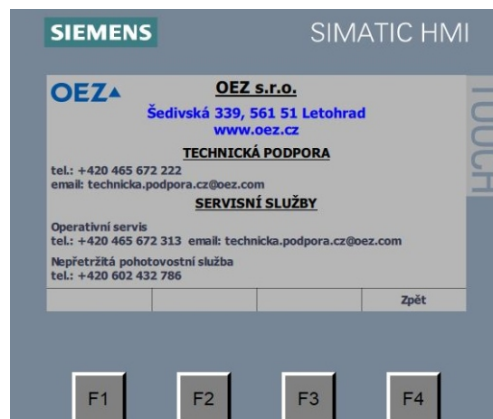 SIEMENS
SIMATIC HMI
TOUCH
OEZ
OEZ s.r.o.
Šedivská 339, 561 51 Letohrad
www.oez.cz
TECHNICKÁ PODPORA
tel.: +420 465 672 222
email: technicka.podpora.cz@oez.com
SERVISNÍ SLUŽBY
Operativní servis
tel.: +420 465 672 313 email: technicka.podpora.cz@oez.com
Nepřetržitá pohotovostní služba
tel.: +420 602 432 786
Zpět
F1 F2 F3 F4